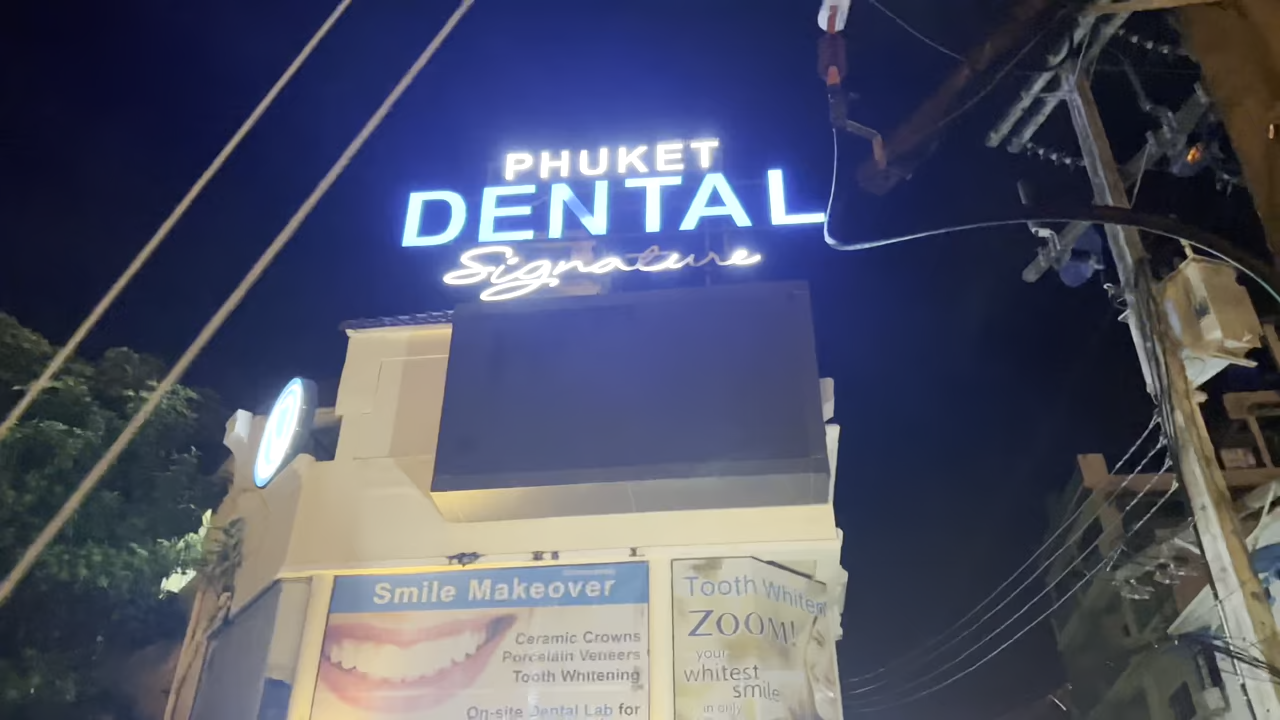 PHUKET
DENTAL
Signature
Smile Makeover
Ceramic Crowns
Porcelain Veneers
Tooth Whitening
On-site Dental Lab for
Tooth
ZOOM!
your
whitest
smile
in only